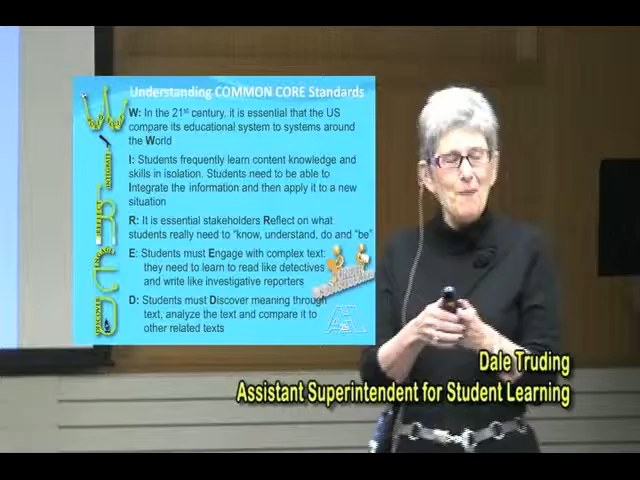 Understanding COMMON CORE Standards
W: In the 21st century, it is essential that the US
compare its educational system to systems around
the World
I: Students frequently learn content knowledge and
skills in isolation. Students need to be able to
Integrate the information and then apply it to a new
situation
R: It is essential stakeholders Reflect on what
students really need to "know, understand, do and "be"
E: Students must Engage with complex text:
they need to learn to read like detectives
and write like investigative reporters
D: Students must Discover meaning through
text, analyze the text and compare it to
other related texts
W
INTEGRATE
REFLECT
ENGAGE
DISCOVER
Dale Truding
Assistant Superintendent for Student Learning